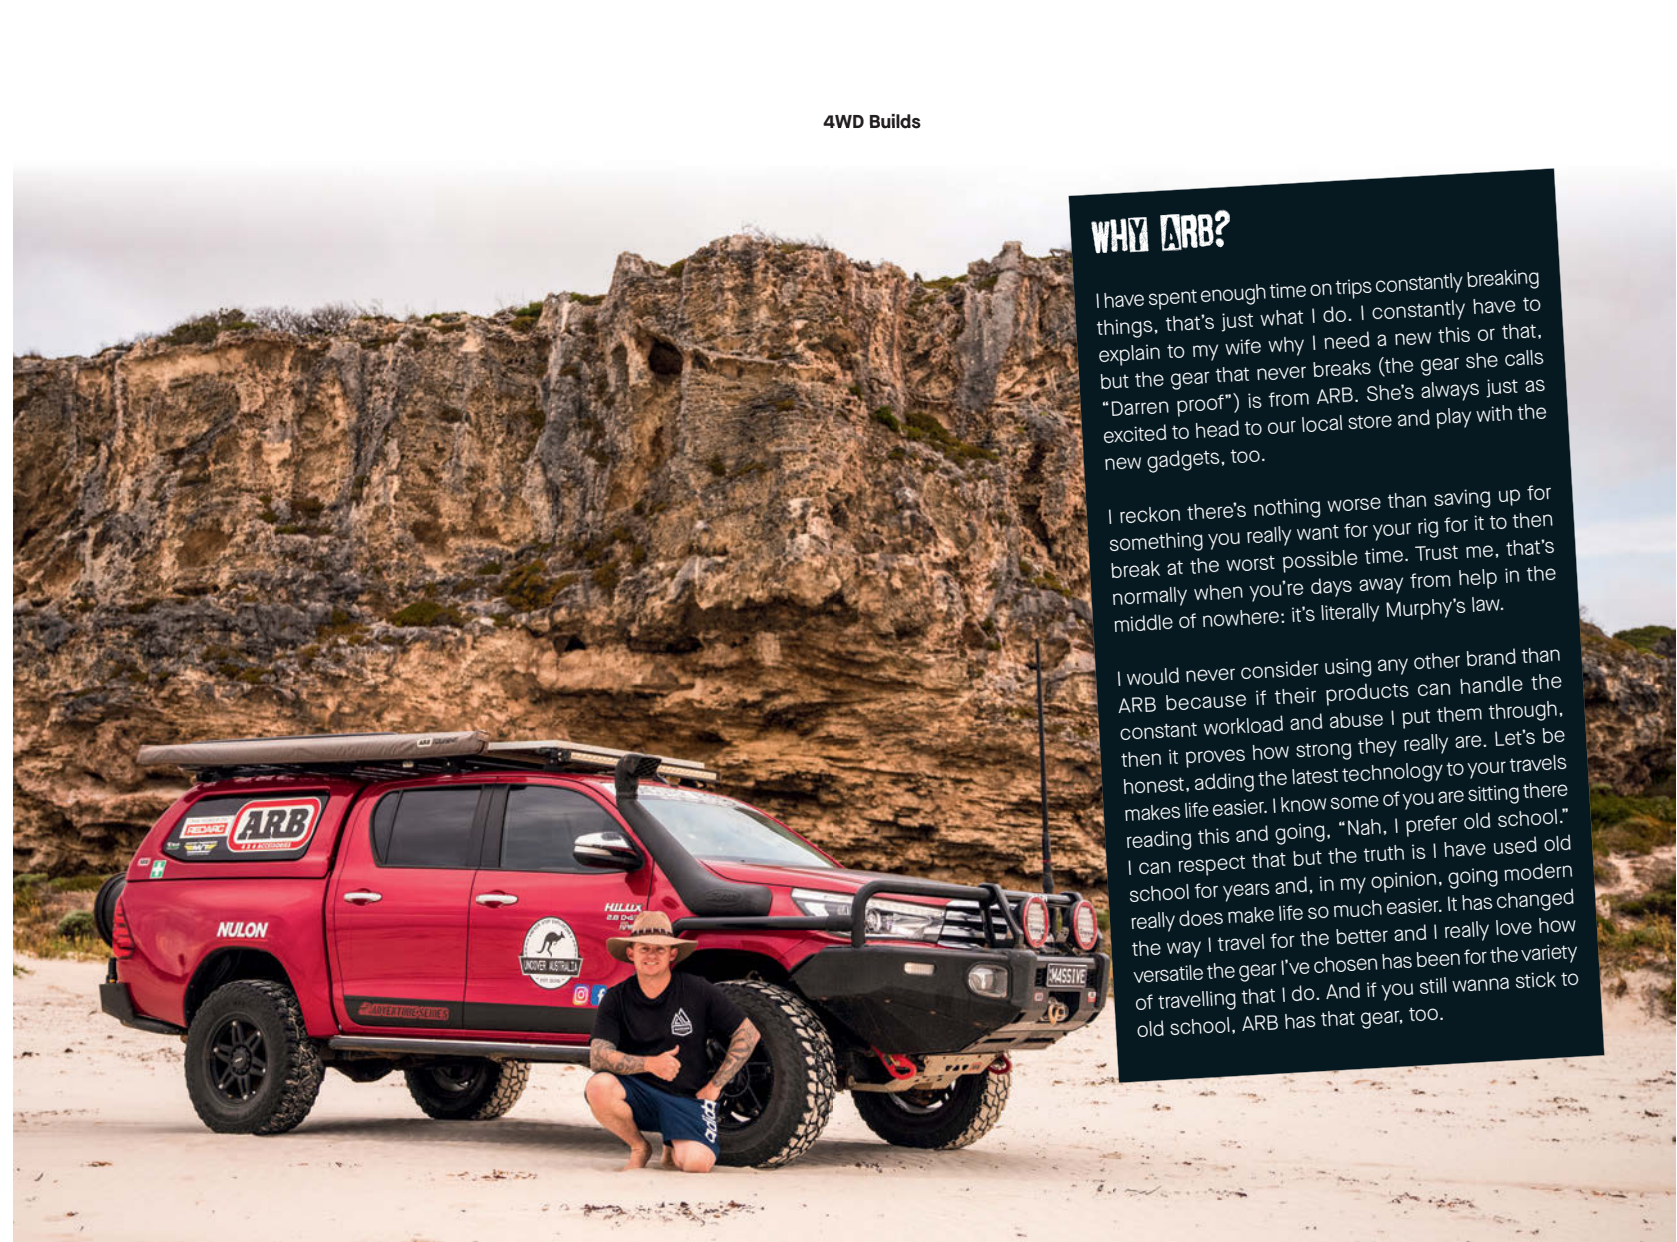 4WD Builds
WHY ARB?
I have spent enough time on trips constantly breaking
things, that's just what I do. I constantly have to
explain to my wife why I need a new this or that,
but the gear that never breaks (the gear she calls
“Darren proof”) is from ARB. She's always just as
excited to head to our local store and play with the
new gadgets, too.
I reckon there's nothing worse than saving up for
something you really want for your rig for it to then
break at the worst possible time. Trust me, that's
normally when you're days away from help in the
middle of nowhere: it's literally Murphy's law.
I would never consider using any other brand than
ARB because if their products can handle the
constant workload and abuse I put them through,
then it proves how strong they really are. Let's be
honest, adding the latest technology to your travels
makes life easier. I know some of you are sitting there
reading this and going, “Nah, I prefer old school.”
I can respect that but the truth is I have used old
school for years and, in my opinion, going modern
really does make life so much easier. It has changed
the way I travel for the better and I really love how
versatile the gear I've chosen has been for the variety
of travelling that I do. And if you still wanna stick to
old school, ARB has that gear, too.
ARB
REDARC
ARB
4x4 ACCESSORIES
NULON
HILUX
UNCOVER AUSTRALIA
ADVENTURE SERIES
M4SSIVE
adidas